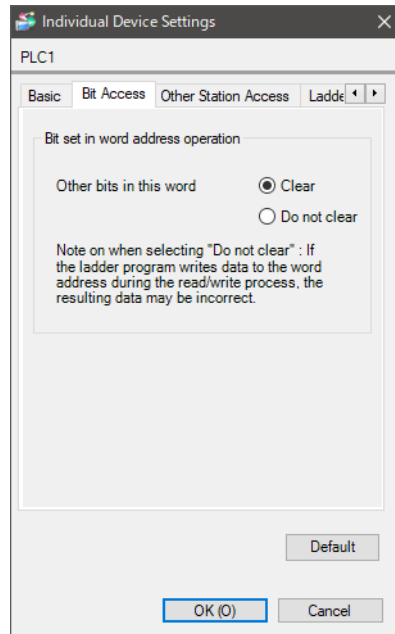 Individual Device Settings
PLC1
Basic Bit Access Other Station Access
Bit set in word address operation
Other bits in this word Clear
Do not clear
Note on when selecting "Do not clear" : If
the ladder program writes data to the word
address during the read/write process, the
resulting data may be incorrect.
Default
OK (O) Cancel